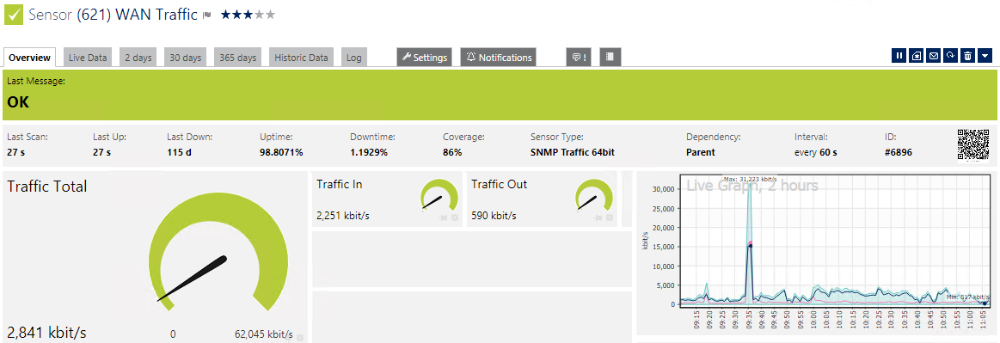 Sensor (621) WAN Traffic
Overview Live Data 2 days 30 days 365 days Historic Data Log Settings Notifications !
Last Message:
OK
Last Scan: Last Up: Last Down: Uptime: Downtime: Coverage: Sensor Type: Dependency: Interval: ID:
27 s 27 s 115 d 98.8071% 1.1929% 86% SNMP Traffic 64bit Parent every 60 s #6896
Traffic Total
2,841 kbit/s
0 62,045 kbit/s
Traffic In
2,251 kbit/s
Traffic Out
590 kbit/s
Live Graph, 2 hours
Max: 31,223 kbit/s
Min: 617 kbit/s
kbit/s
30,000
25,000
20,000
15,000
10,000
5,000
0
09:15 09:20 09:25 09:30 09:35 09:40 09:45 09:50 09:55 10:00 10:05 10:10 10:15 10:20 10:25 10:30 10:35 10:40 10:45 10:50 10:55 11:00 11:05